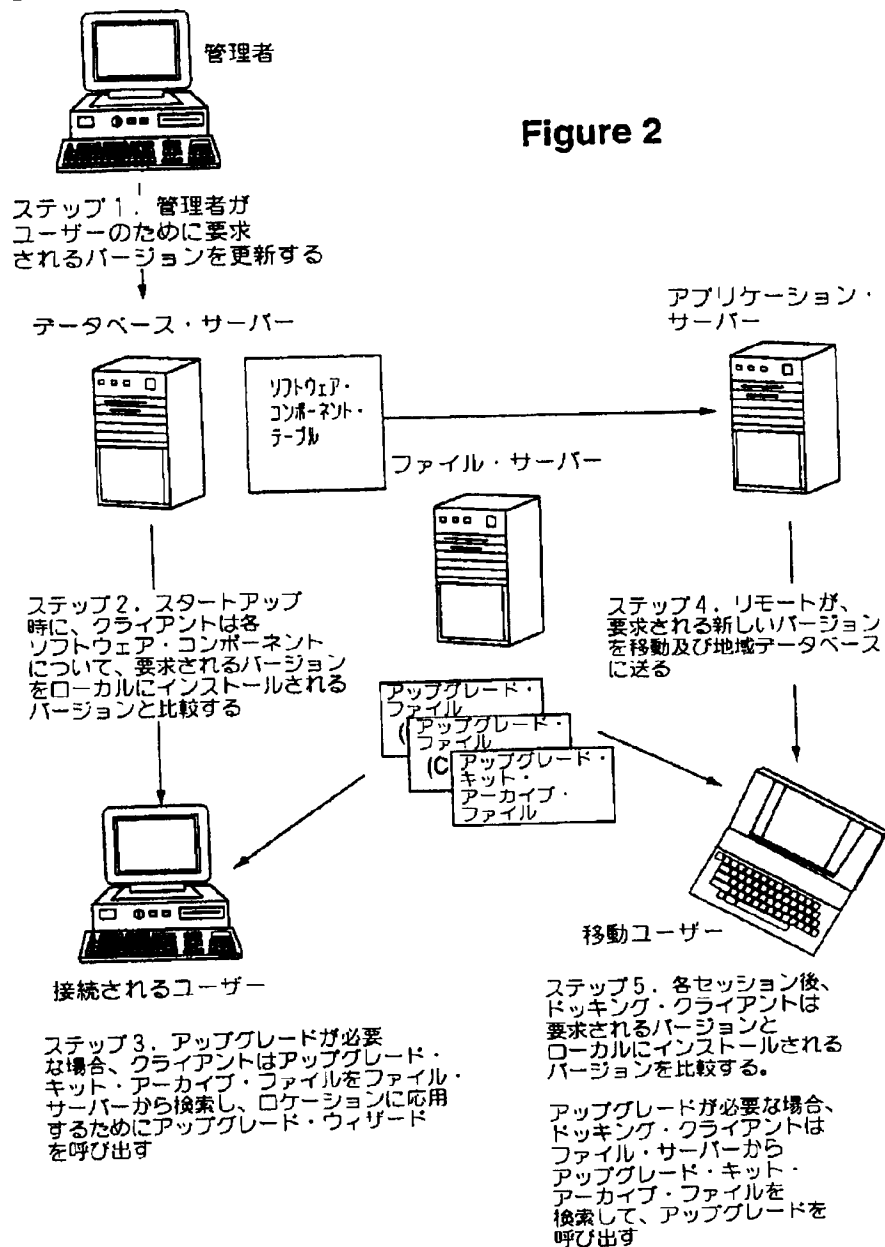 管理者
Figure 2
ステップ1．管理者が
ユーザーのために要求
されるバージョンを更新する
データベース・サーバー
ソフトウェア・
コンポーネント・
テーブル
アプリケーション・
サーバー
ファイル・サーバー
ステップ2．スタートアップ
時に、クライアントは各
ソフトウェア・コンポーネント
について、要求されるバージョン
をローカルにインストールされる
バージョンと比較する
ステップ4．リモートが、
要求される新しいバージョン
を移動及び地域データベース
に送る
アップグレード・
ファイル
(
アップグレード・
ファイル
(C
アップグレード・
キット・
アーカイブ・
ファイル
接続されるユーザー
移動ユーザー
ステップ3．アップグレードが必要
な場合、クライアントはアップグレード・
キット・アーカイブ・ファイルをファイル・
サーバーから検索し、ロケーションに応用
するためにアップグレード・ウィザード
を呼び出す
ステップ5．各セッション後、
ドッキング・クライアントは
要求されるバージョンと
ローカルにインストールされる
バージョンを比較する。
アップグレードが必要な場合、
ドッキング・クライアントは
ファイル・サーバーから
アップグレード・キット・
アーカイブ・ファイルを
検索して、アップグレードを
呼び出す